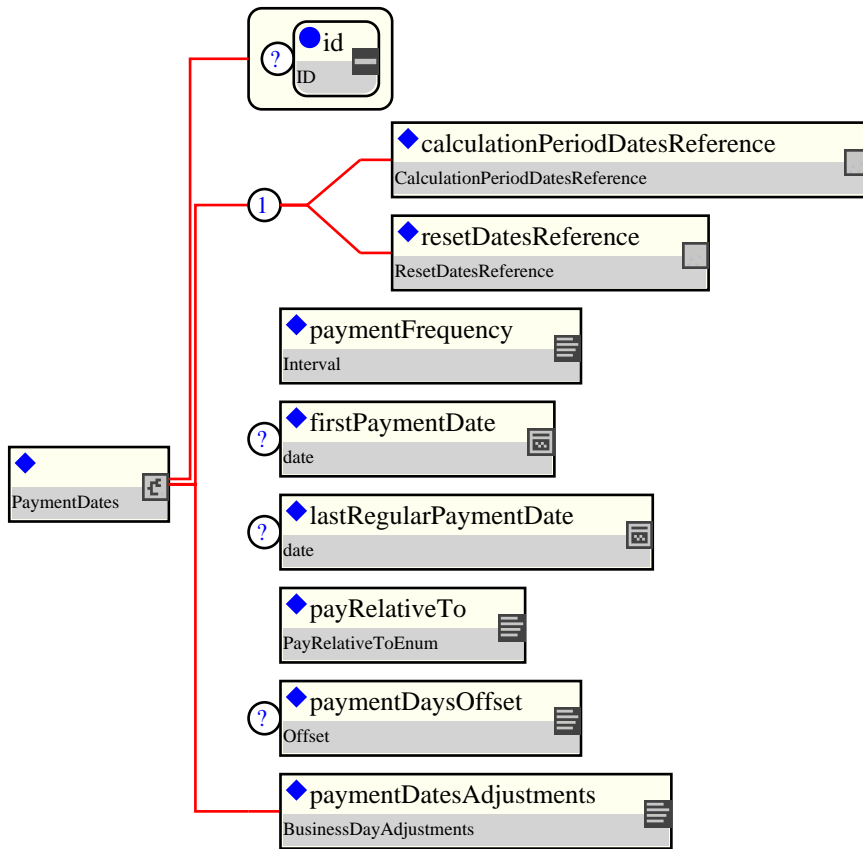 id
?
ID
calculationPeriodDatesReference
CalculationPeriodDatesReference
1
resetDatesReference
ResetDatesReference
paymentFrequency
Interval
firstPaymentDate
?
date
PaymentDates
lastRegularPaymentDate
?
date
payRelativeTo
PayRelativeToEnum
paymentDaysOffset
?
Offset
paymentDatesAdjustments
BusinessDayAdjustments